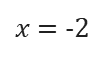 x = -2